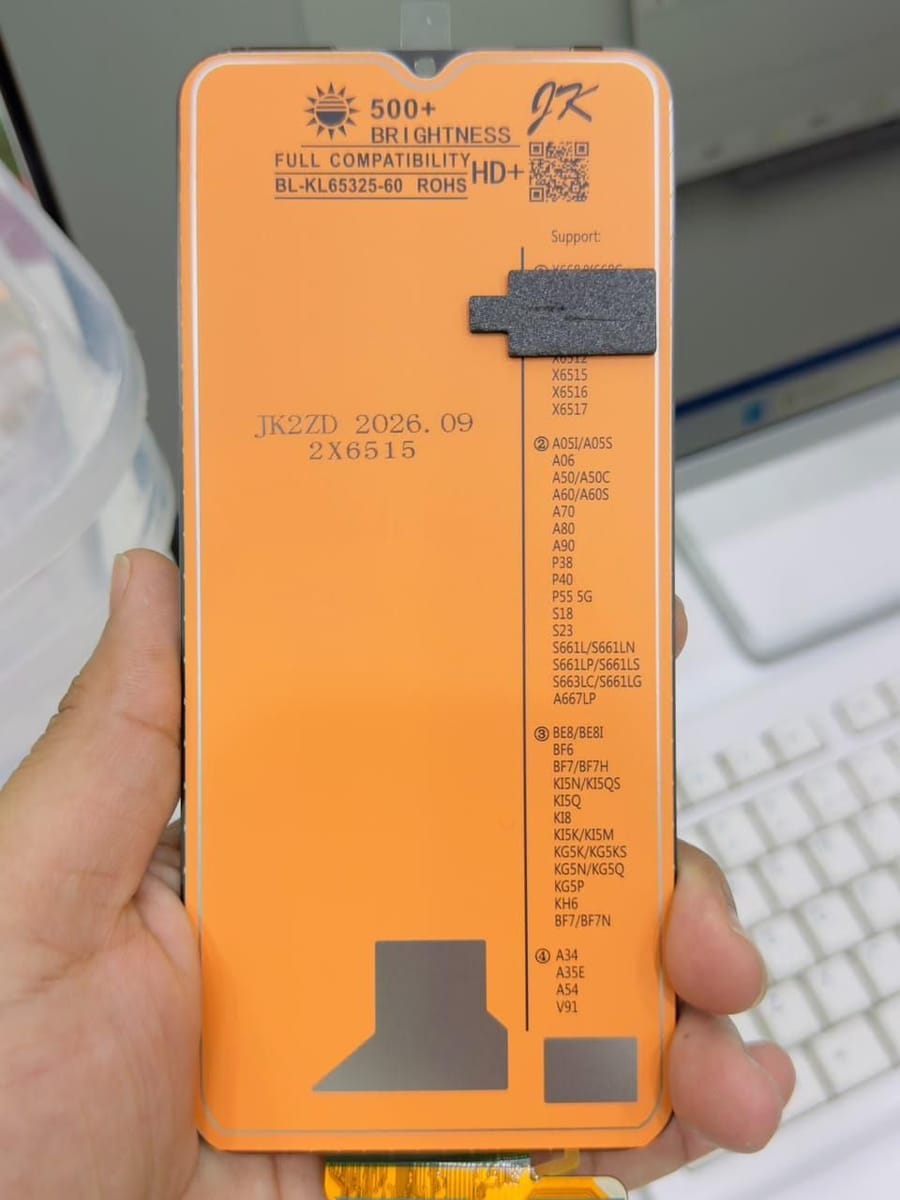 500+
BRIGHTNESS
JK
FULL COMPATIBILITY
HD+
BL-KL65325-60 ROHS
Support:
X6512
X6515
X6516
X6517
JK2ZD 2026.09
2X6515
② A05I/A05S
A06
A50/A50C
A60/A60S
A70
A80
A90
P38
P40
P55 5G
S18
S23
S661L/S661LN
S661LP/S661LS
S663LC/S661LG
A667LP
③ BE8/BE8I
BF6
BF7/BF7H
KI5N/KI5QS
KI5Q
KI8
KI5K/KI5M
KG5K/KG5KS
KG5N/KG5Q
KG5P
KH6
BF7/BF7N
④ A34
A35E
A54
V91